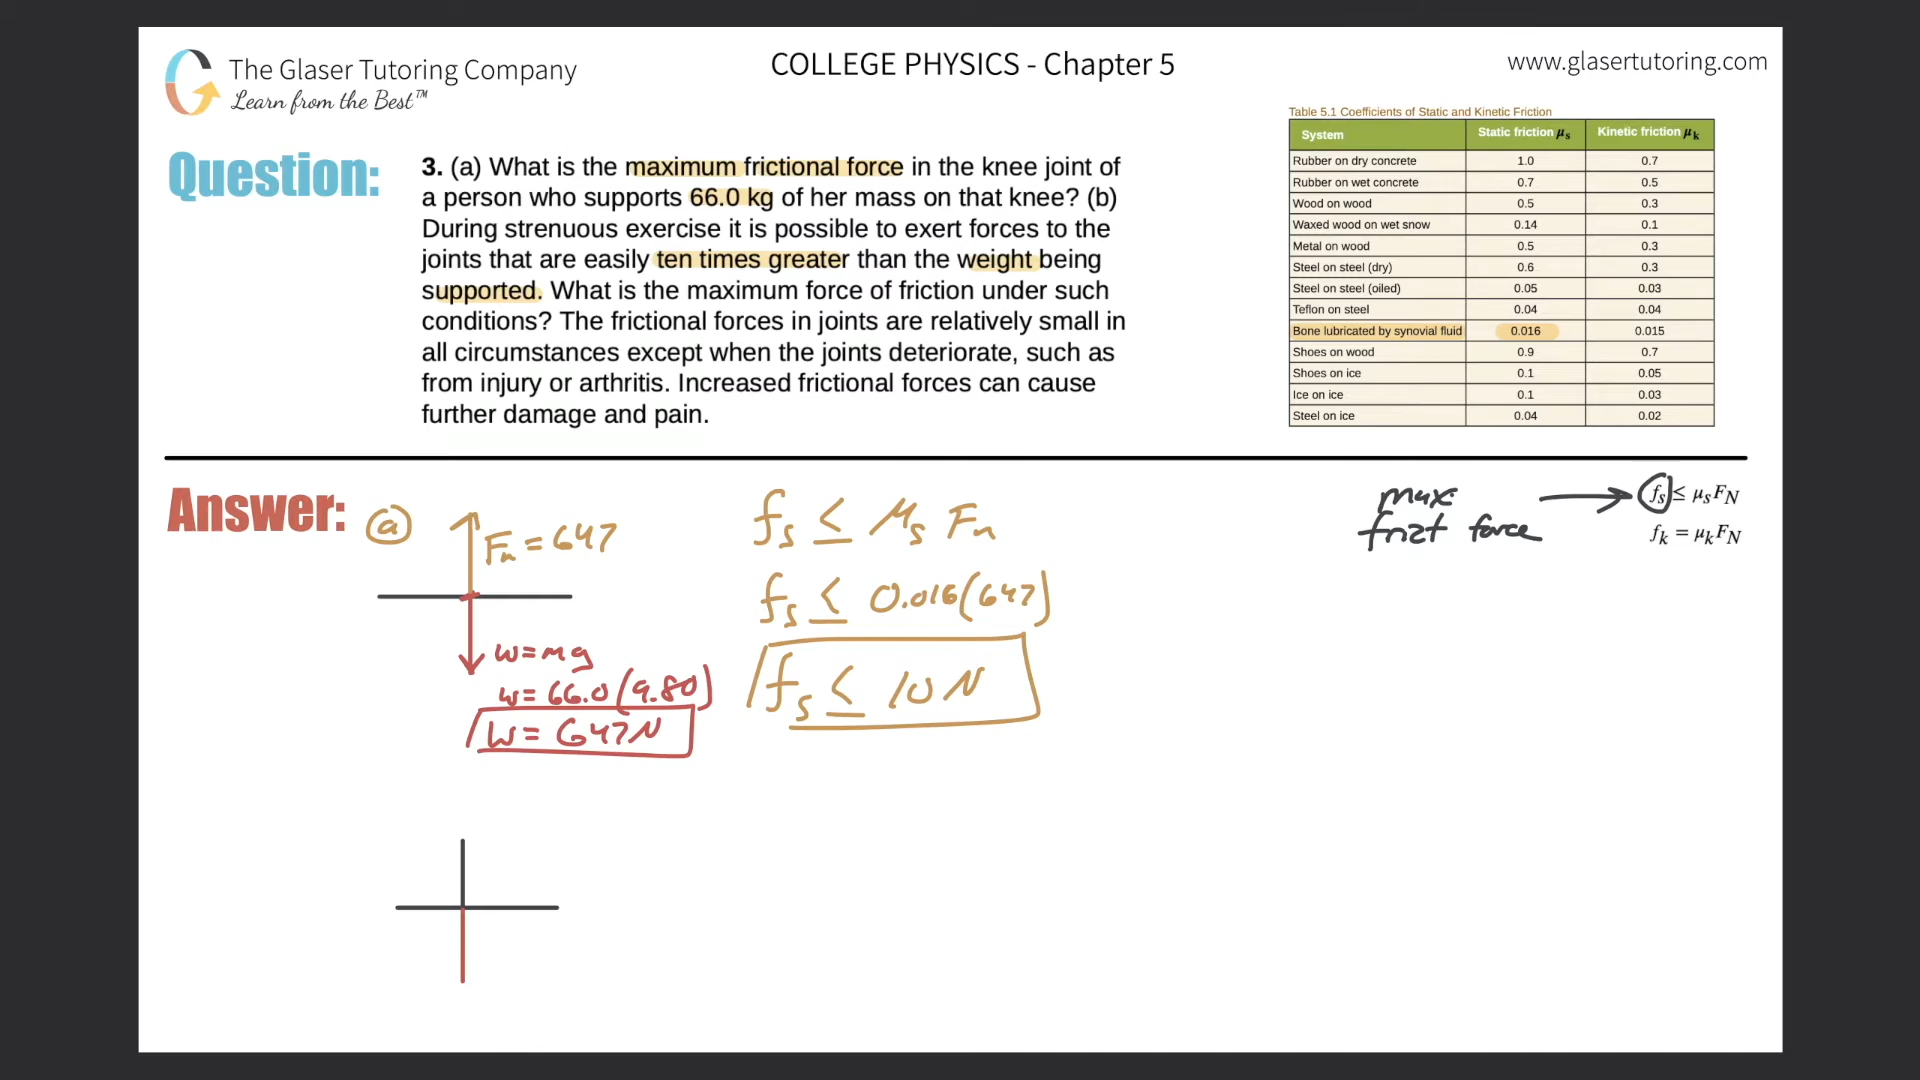 The Glaser Tutoring Company
Learn from the Best™
COLLEGE PHYSICS - Chapter 5
www.glasertutoring.com
Question:
3. (a) What is the maximum frictional force in the knee joint of
a person who supports 66.0 kg of her mass on that knee? (b)
During strenuous exercise it is possible to exert forces to the
joints that are easily ten times greater than the weight being
supported. What is the maximum force of friction under such
conditions? The frictional forces in joints are relatively small in
all circumstances except when the joints deteriorate, such as
from injury or arthritis. Increased frictional forces can cause
further damage and pain.
Table 5.1 Coefficients of Static and Kinetic Friction
System Static friction μs Kinetic friction μk
Rubber on dry concrete 1.0 0.7
Rubber on wet concrete 0.7 0.5
Wood on wood 0.5 0.3
Waxed wood on wet snow 0.14 0.1
Metal on wood 0.5 0.3
Steel on steel (dry) 0.6 0.3
Steel on steel (oiled) 0.05 0.03
Teflon on steel 0.04 0.04
Bone lubricated by synovial fluid 0.016 0.015
Shoes on wood 0.9 0.7
Shoes on ice 0.1 0.05
Ice on ice 0.1 0.03
Steel on ice 0.04 0.02
Answer:
(a)
Fn = 647
w = mg
w = 66.0(9.80)
W = 647N
fs ≤ μs Fn
fs ≤ 0.016(647)
fs ≤ 10 N
max
frict force
fs ≤ μsFN
fk = μkFN